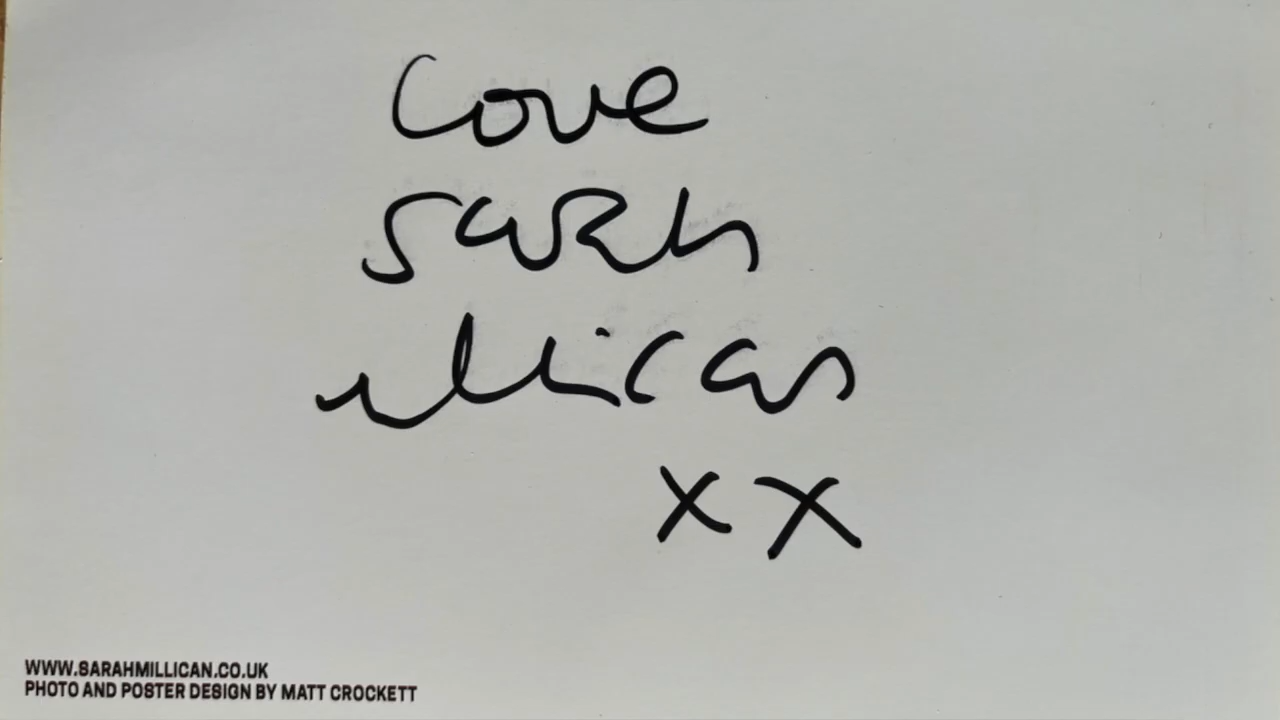 Love
Sarah
Millican
xx
WWW.SARAHMILLICAN.CO.UK
PHOTO AND POSTER DESIGN BY MATT CROCKETT